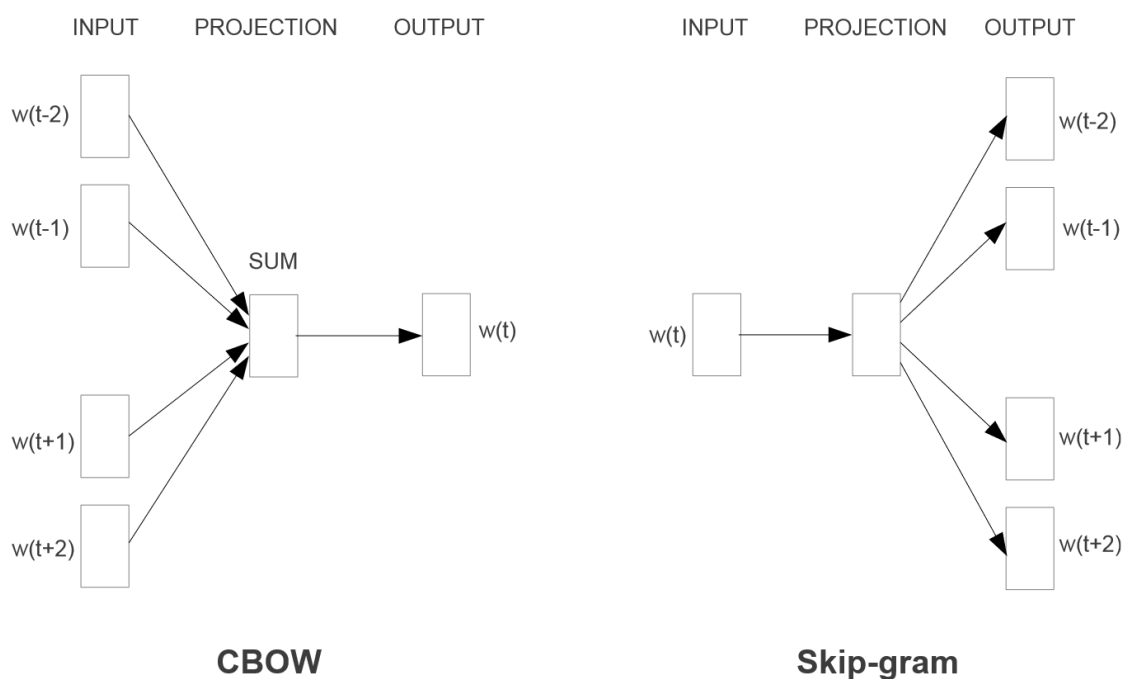 INPUT PROJECTION OUTPUT
w(t-2)
w(t-1)
SUM
w(t)
w(t+1)
w(t+2)
CBOW
INPUT PROJECTION OUTPUT
w(t-2)
w(t-1)
w(t)
w(t+1)
w(t+2)
Skip-gram